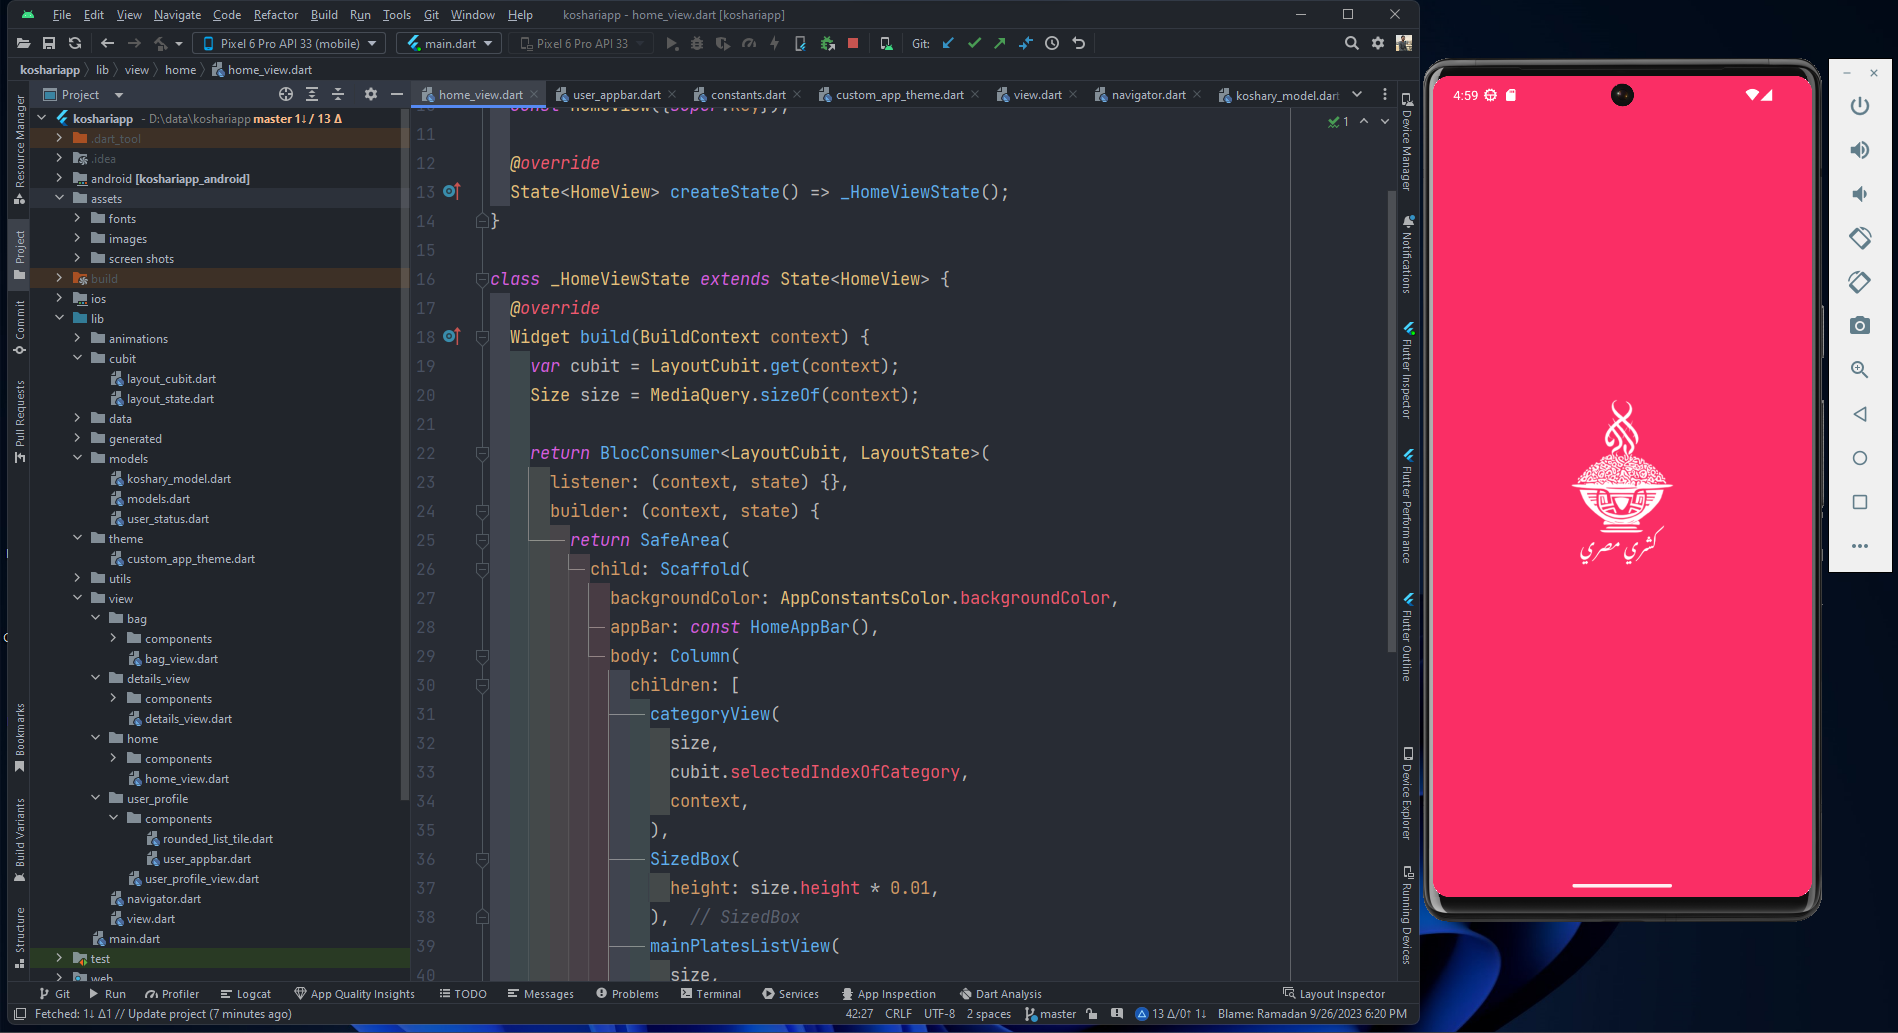 File Edit View Navigate Code Refactor Build Run Tools Git Window Help koshariapp - home_view.dart [koshariapp]
Pixel 6 Pro API 33 (mobile) main.dart Pixel 6 Pro API 33 Git:
koshariapp lib view home home_view.dart
Project
home_view.dart user_appbar.dart constants.dart custom_app_theme.dart view.dart navigator.dart koshary_model.dart
koshariapp - D:\data\koshariapp master 1↓ / 13 Δ
.dart_tool
.idea
android [koshariapp_android]
assets
fonts
images
screen shots
build
ios
lib
animations
cubit
layout_cubit.dart
layout_state.dart
data
generated
models
koshary_model.dart
models.dart
user_status.dart
theme
custom_app_theme.dart
utils
view
bag
components
bag_view.dart
details_view
components
details_view.dart
home
components
home_view.dart
user_profile
components
rounded_list_tile.dart
user_appbar.dart
user_profile_view.dart
navigator.dart
view.dart
main.dart
test
web
Resource Manager
Project
Commit
Pull Requests
Bookmarks
Build Variants
Structure
1
10 const HomeView({super.key});
11
12 @override
13 State<HomeView> createState() => _HomeViewState();
14 }
15
16 class _HomeViewState extends State<HomeView> {
17 @override
18 Widget build(BuildContext context) {
19 var cubit = LayoutCubit.get(context);
20 Size size = MediaQuery.sizeOf(context);
21
22 return BlocConsumer<LayoutCubit, LayoutState>(
23 listener: (context, state) {},
24 builder: (context, state) {
25 return SafeArea(
26 child: Scaffold(
27 backgroundColor: AppConstantsColor.backgroundColor,
28 appBar: const HomeAppBar(),
29 body: Column(
30 children: [
31 categoryView(
32 size,
33 cubit.selectedIndexOfCategory,
34 context,
35 ),
36 SizedBox(
37 height: size.height * 0.01,
38 ), // SizedBox
39 mainPlatesListView(
40 size,
Device Manager
Notifications
Flutter Inspector
Flutter Performance
Flutter Outline
Device Explorer
Running Devices
Git Run Profiler Logcat App Quality Insights TODO Messages Problems Terminal Services App Inspection Dart Analysis Layout Inspector
Fetched: 1↓ Δ1 // Update project (7 minutes ago) 42:27 CRLF UTF-8 2 spaces master 13 Δ/0↑ 1↓ Blame: Ramadan 9/26/2023 6:20 PM
4:59
كشري مصري